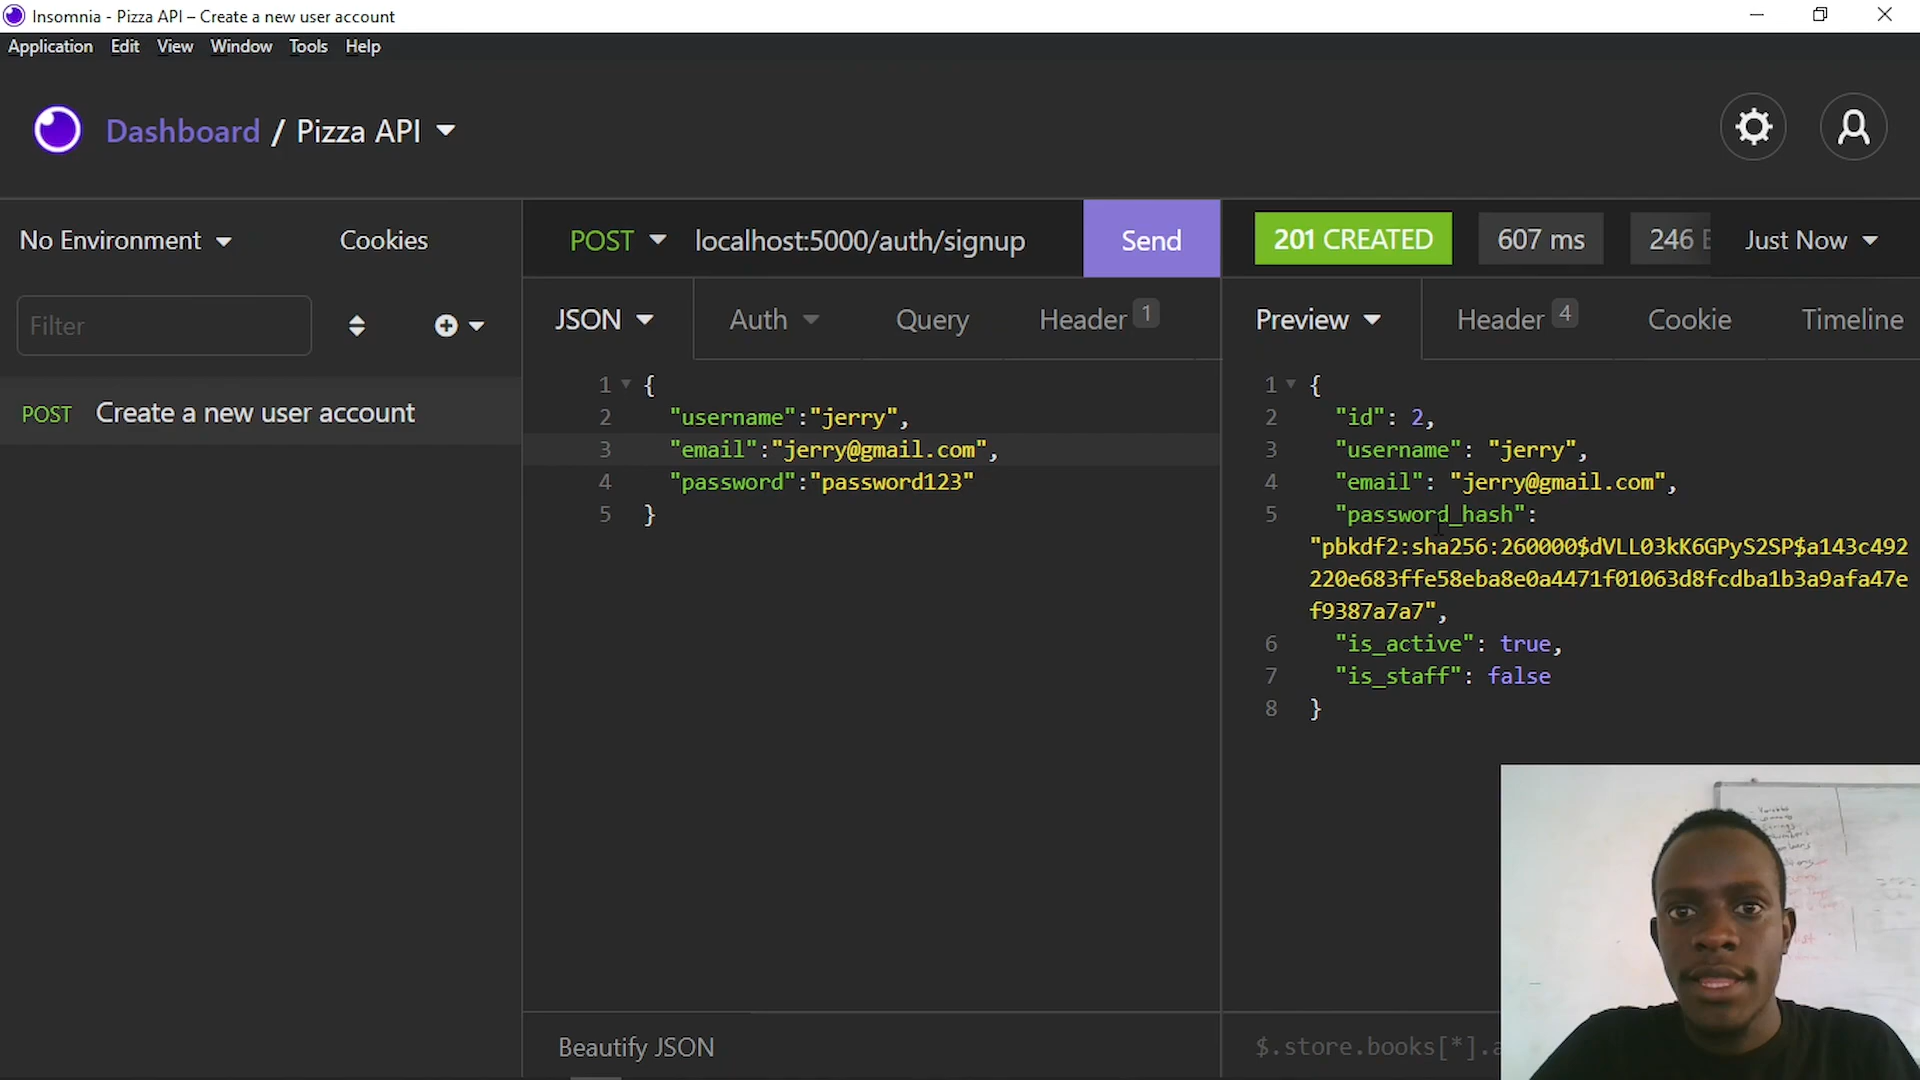 Insomnia - Pizza API – Create a new user account
Application Edit View Window Tools Help
Dashboard / Pizza API
No Environment Cookies
POST localhost:5000/auth/signup Send
201 CREATED 607 ms 246 Just Now
Filter
JSON Auth Query Header 1
Preview Header 4 Cookie Timeline
POST Create a new user account
1 {
2 "username":"jerry",
3 "email":"jerry@gmail.com",
4 "password":"password123"
5 }
1 {
2 "id": 2,
3 "username": "jerry",
4 "email": "jerry@gmail.com",
5 "password_hash":
"pbkdf2:sha256:260000$dVLL03kK6GPyS2SP$a143c492
220e683ffe58eba8e0a4471f01063d8fcdba1b3a9afa47e
f9387a7a7",
6 "is_active": true,
7 "is_staff": false
8 }
Beautify JSON
$.store.books[*].a